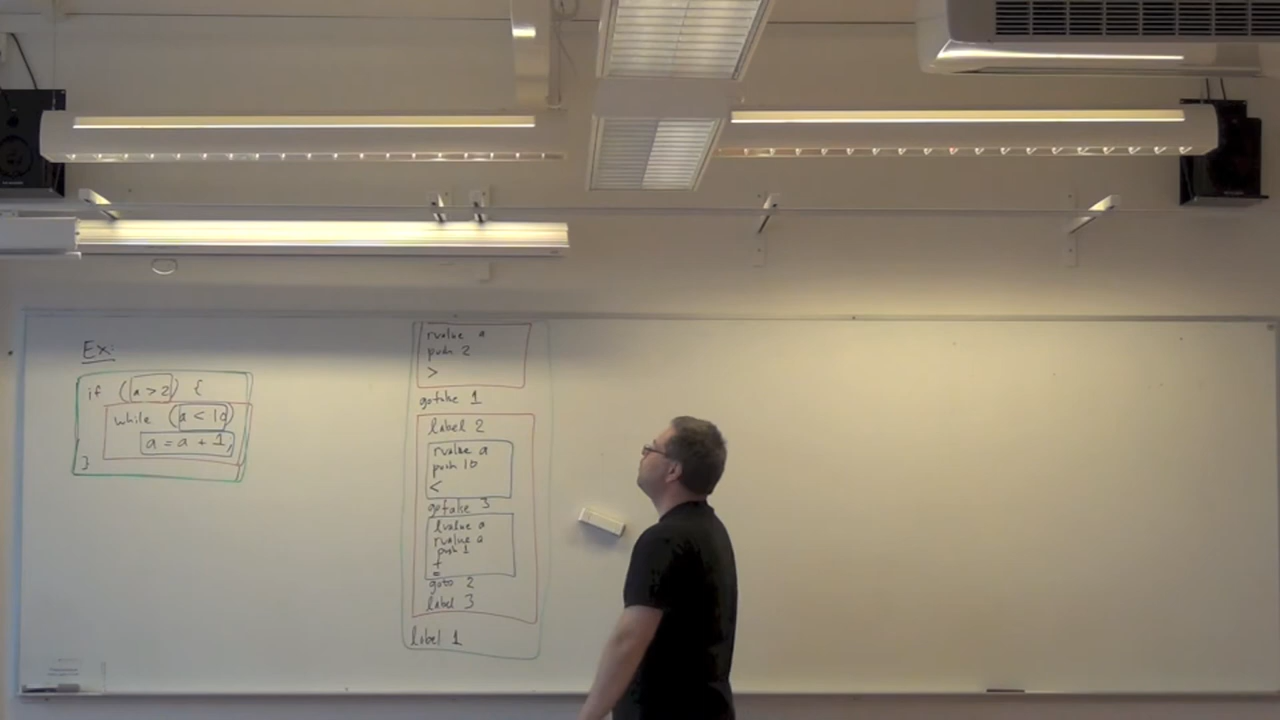 Ex:
if (a > 2) {
while (a < 10)
a = a + 1;
}
rvalue a
push 2
>
gofalse 1
label 2
rvalue a
push 10
<
gofalse 3
lvalue a
rvalue a
push 1
+
=
goto 2
label 3
label 1